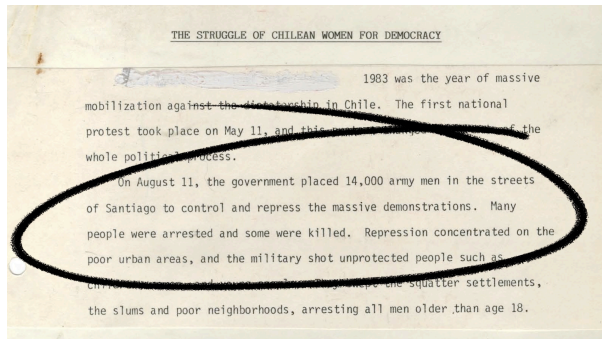 THE STRUGGLE OF CHILEAN WOMEN FOR DEMOCRACY
1983 was the year of massive
mobilization against the dictatorship in Chile. The first national
protest took place on May 11, and this of the
whole political process.
On August 11, the government placed 14,000 army men in the streets
of Santiago to control and repress the massive demonstrations. Many
people were arrested and some were killed. Repression concentrated on the
poor urban areas, and the military shot unprotected people such as
the squatter settlements,
the slums and poor neighborhoods, arresting all men older than age 18.